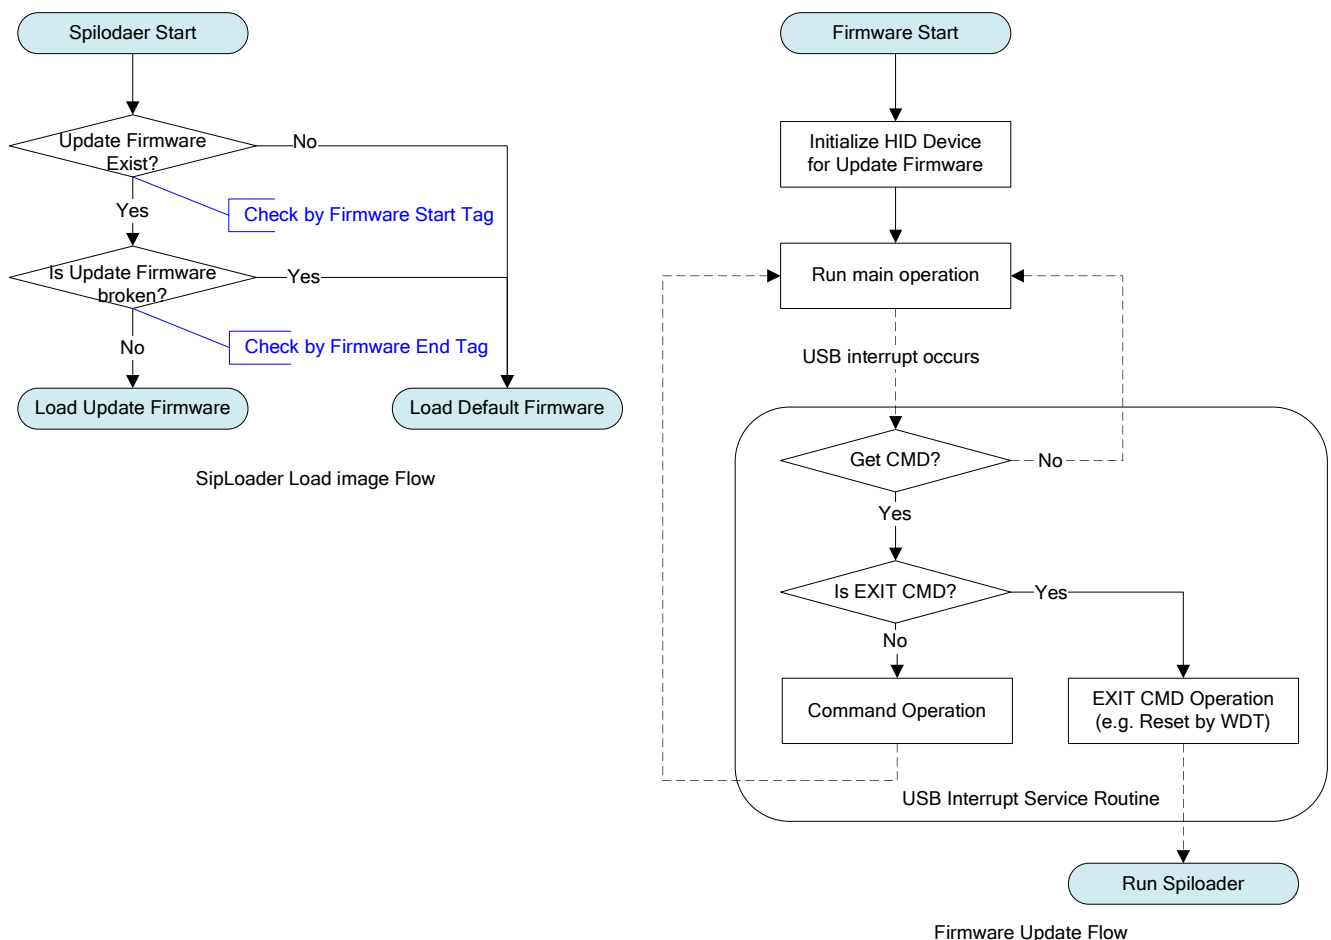 Spilodaer Start
Update Firmware
Exist?
No
Yes
Check by Firmware Start Tag
Is Update Firmware
broken?
Yes
No
Check by Firmware End Tag
Load Update Firmware
Load Default Firmware
SipLoader Load image Flow
Firmware Start
Initialize HID Device
for Update Firmware
Run main operation
USB interrupt occurs
Get CMD?
No
Yes
Is EXIT CMD?
Yes
No
Command Operation
EXIT CMD Operation
(e.g. Reset by WDT)
USB Interrupt Service Routine
Run Spiloader
Firmware Update Flow